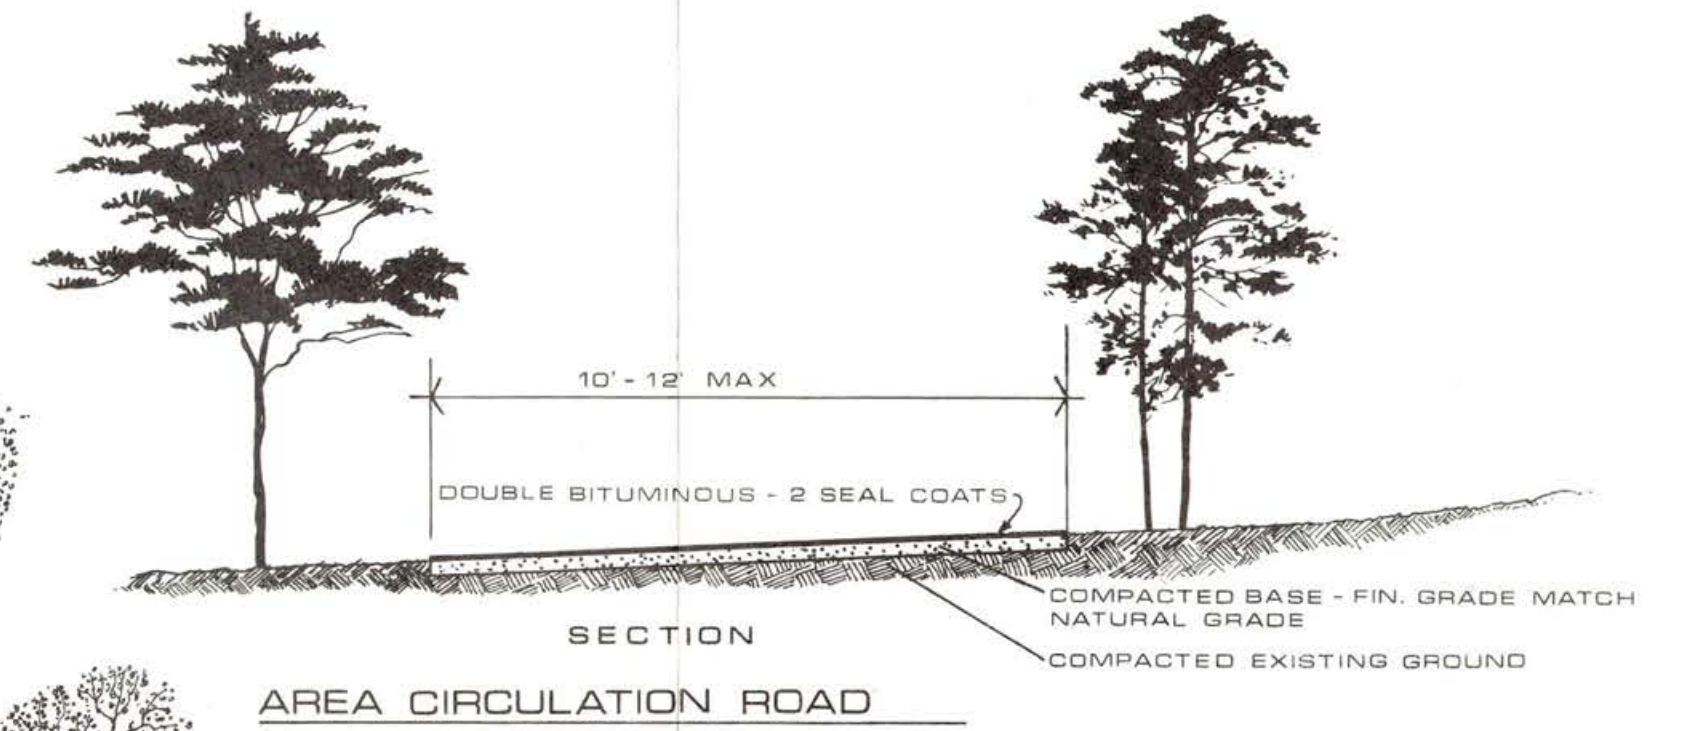 10' - 12' MAX
DOUBLE BITUMINOUS - 2 SEAL COATS
COMPACTED BASE - FIN. GRADE MATCH
NATURAL GRADE
COMPACTED EXISTING GROUND
SECTION
AREA CIRCULATION ROAD